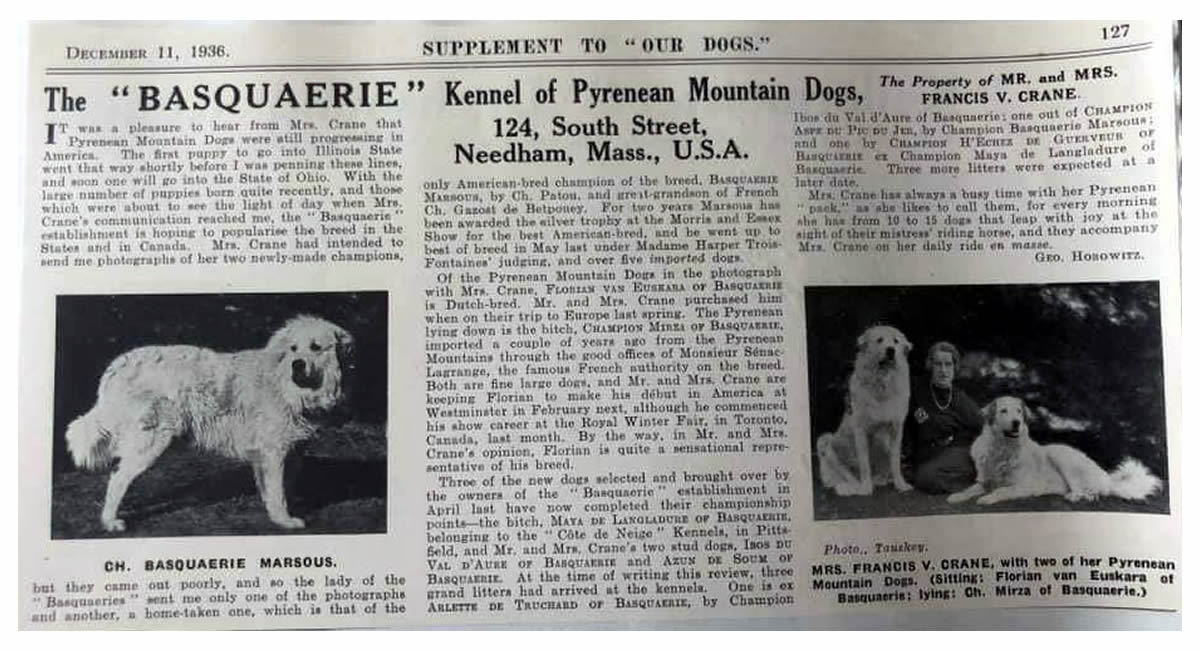 DECEMBER 11, 1936.
SUPPLEMENT TO "OUR DOGS."
127
The "BASQUAERIE" Kennel of Pyrenean Mountain Dogs,
124, South Street,
Needham, Mass., U.S.A.
The Property of MR. and MRS.
FRANCIS V. CRANE.
IT was a pleasure to hear from Mrs. Crane that
Pyrenean Mountain Dogs were still progressing in
America. The first puppy to go into Illinois State
went that way shortly before I was penning these lines,
and soon one will go into the State of Ohio. With the
large number of puppies born quite recently, and those
which were about to see the light of day when Mrs.
Crane's communication reached me, the "Basquaerie"
establishment is hoping to popularise the breed in the
States and in Canada. Mrs. Crane had intended to
send me photographs of her two newly-made champions,
CH. BASQUAERIE MARSOUS.
but they came out poorly, and so the lady of the
"Basquaeries" sent me only one of the photographs
and another, a home-taken one, which is that of the
only American-bred champion of the breed, BASQUAERIE
MARSOUS, by Ch. Patou, and great-grandson of French
Ch. Gazost de Betpouey. For two years Marsous has
been awarded the silver trophy at the Morris and Essex
Show for the best American-bred, and he went up to
best of breed in May last under Madame Harper Trois-
Fontaines' judging, and over five imported dogs.
Of the Pyrenean Mountain Dogs in the photograph
with Mrs. Crane, FLORIAN VAN EUSKARA OF BASQUAERIE
is Dutch-bred. Mr. and Mrs. Crane purchased him
when on their trip to Europe last spring. The Pyrenean
lying down is the bitch, CHAMPION MIRZA OF BASQUAERIE,
imported a couple of years ago from the Pyrenean
Mountains through the good offices of Monsieur Sénac-
Lagrange, the famous French authority on the breed.
Both are fine large dogs, and Mr. and Mrs. Crane are
keeping Florian to make his début in America at
Westminster in February next, although he commenced
his show career at the Royal Winter Fair, in Toronto,
Canada, last month. By the way, in Mr. and Mrs.
Crane's opinion, Florian is quite a sensational repre-
sentative of his breed.
Three of the new dogs selected and brought over by
the owners of the "Basquaerie" establishment in
April last have now completed their championship
points—the bitch, MAYA DE LANGLADURE OF BASQUAERIE,
belonging to the "Côte de Neige" Kennels, in Pitts-
field, and Mr. and Mrs. Crane's two stud dogs, IBOS DU
VAL D'AURE OF BASQUAERIE and AZUN DE SOUM OF
BASQUAERIE. At the time of writing this review, three
grand litters had arrived at the kennels. One is ex
ARLETTE DE TRUCHARD OF BASQUAERIE, by Champion
Ibos du Val d'Aure of Basquaerie; one out of CHAMPION
ASPE DU PIC DU JER, by Champion Basquaerie Marsous;
and one by CHAMPION H'ECHEZ DE GUERVEUR OF
BASQUAERIE ex Champion Maya de Langladure of
Basquaerie. Three more litters were expected at a
later date.
Mrs. Crane has always a busy time with her Pyrenean
"pack," as she likes to call them, for every morning
she has from 10 to 15 dogs that leap with joy at the
sight of their mistress' riding horse, and they accompany
Mrs. Crane on her daily ride en masse.
GEO. HOROWITZ.
Photo., Tauskey.
MRS. FRANCIS V. CRANE, with two of her Pyrenean
Mountain Dogs. (Sitting: Florian van Euskara of
Basquaerie; lying: Ch. Mirza of Basquaerie.)